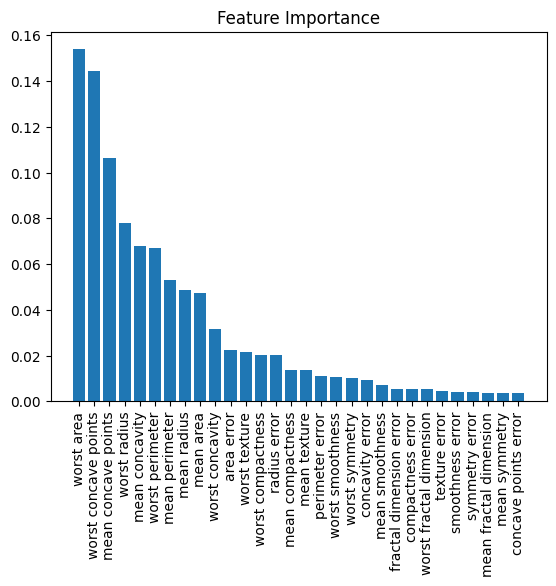 Feature Importance
0.16
0.14
0.12
0.10
0.08
0.06
0.04
0.02
0.00
worst area
worst concave points
mean concave points
worst radius
mean concavity
worst perimeter
mean perimeter
mean radius
mean area
worst concavity
area error
worst texture
worst compactness
radius error
mean compactness
mean texture
perimeter error
worst smoothness
worst symmetry
concavity error
mean smoothness
fractal dimension error
compactness error
worst fractal dimension
texture error
smoothness error
symmetry error
mean fractal dimension
mean symmetry
concave points error